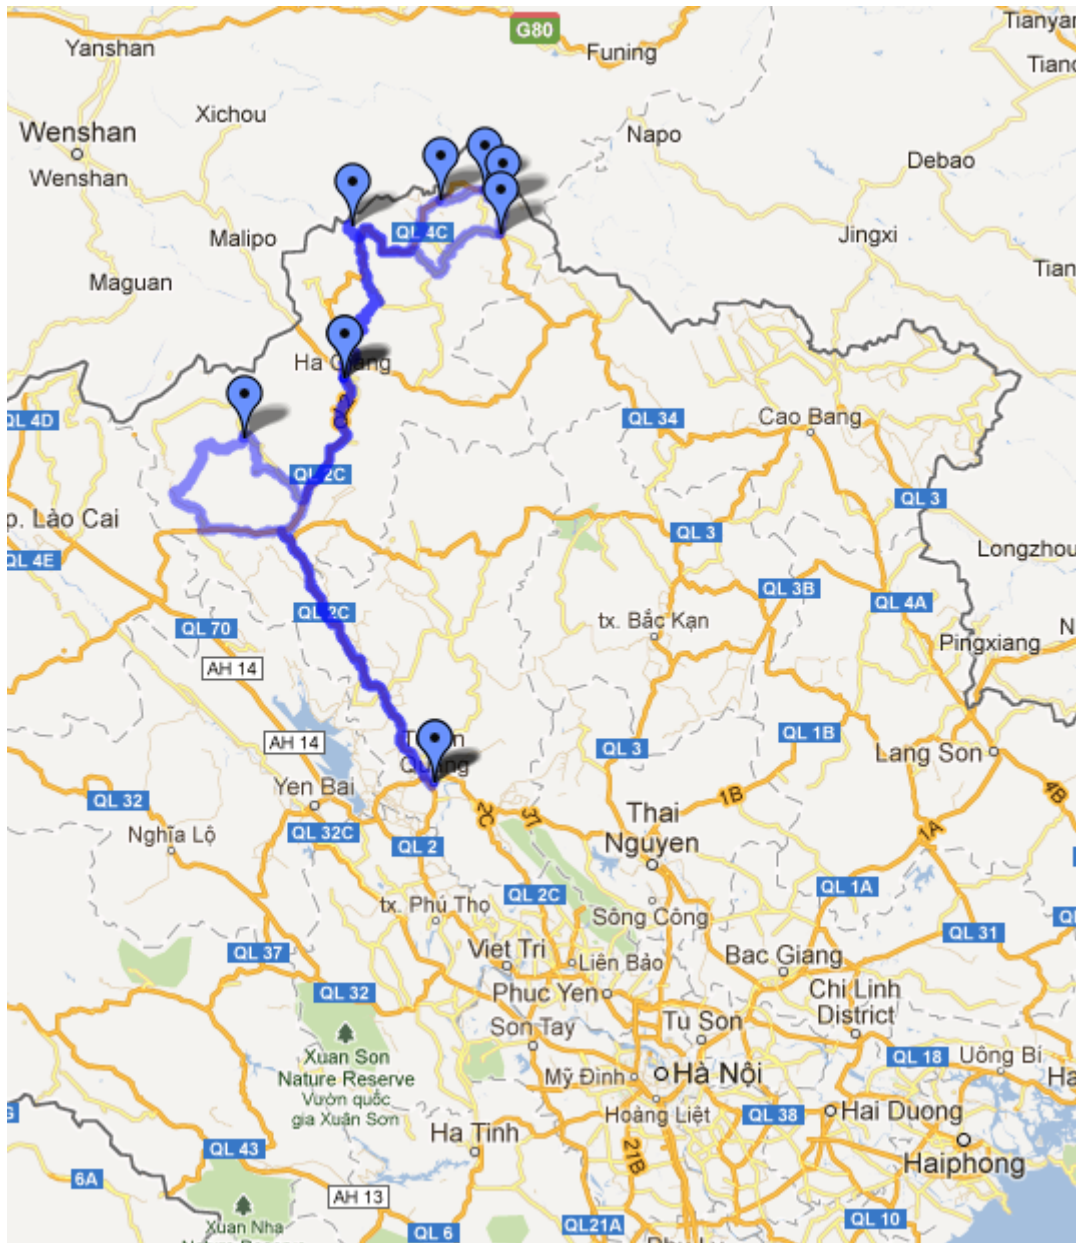 G80
Tianyar
Yanshan
Funing
Tianc
Xichou
Napo
Wenshan
Debao
Wenshan
QL 4C
Malipo
Jingxi
Tian
Maguan
Ha Giang
QL 4D
QL 34
Cao Bang
QL 2C
QL 3
p. Lào Cai
QL 3
Longzhou
QL 4E
QL 3B
QL 2C
QL 4A
QL 70
tx. Bắc Kạn
N
Pingxiang
AH 14
QL 1B
AH 14
QL 3
Lang Son
Quang
Yen Bai
QL 32
1B
4B
2C
37
Thai
Nguyen
QL 32C
1A
Nghĩa Lộ
QL 2
QL 1A
QL 2C
tx. Phú Thọ
Sông Công
QL 31
QL 37
Viet Tri
Liên Bảo
Bac Giang
QL 32
Phuc Yen
Chi Linh
District
Son Tay
Tu Son
Xuan Son
Nature Reserve
Vườn quốc
gia Xuân Sơn
QL 18
Uông Bí
Mỹ Đình
Hà Nội
Ha
Hoàng Liệt
QL 38
Hai Duong
Ha Tinh
QL 43
21B
Haiphong
6A
AH 13
Xuan Nha
QL 6
QL21A
QL 10